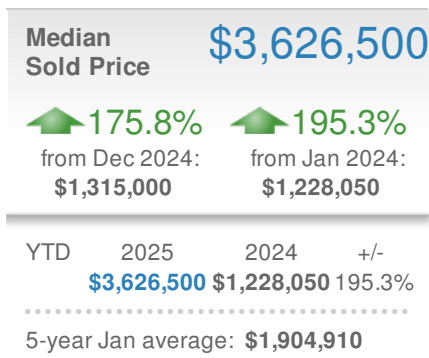 Median $3,626,500
Sold Price
175.8% 195.3%
from Dec 2024: from Jan 2024:
$1,315,000 $1,228,050
YTD 2025 2024 +/-
$3,626,500 $1,228,050 195.3%
5-year Jan average: $1,904,910